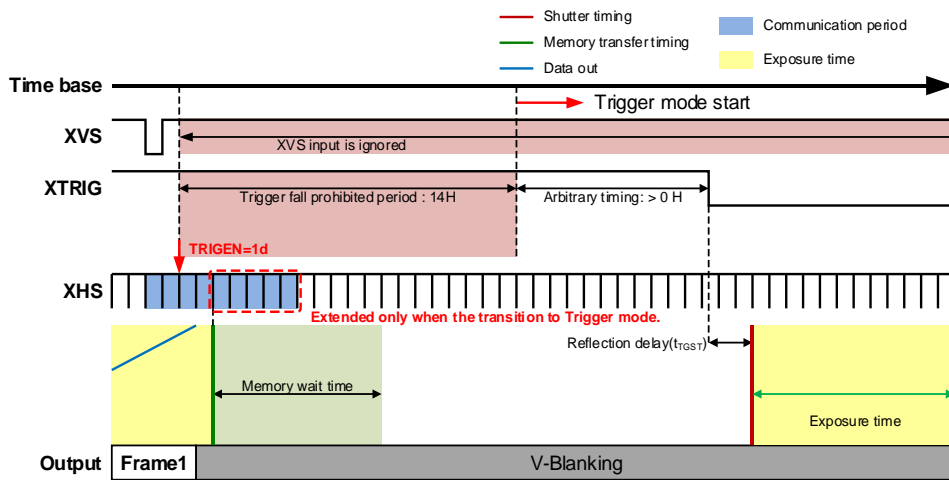 Shutter timing
Memory transfer timing
Data out
Communication period
Exposure time
Time base
Trigger mode start
XVS
XVS input is ignored
XTRIG
Trigger fall prohibited period : 14H
Arbitrary timing: > 0 H
TRIGEN=1d
XHS
Extended only when the transition to Trigger mode.
Reflection delay(tTGST)
Memory wait time
Exposure time
Output
Frame1
V-Blanking